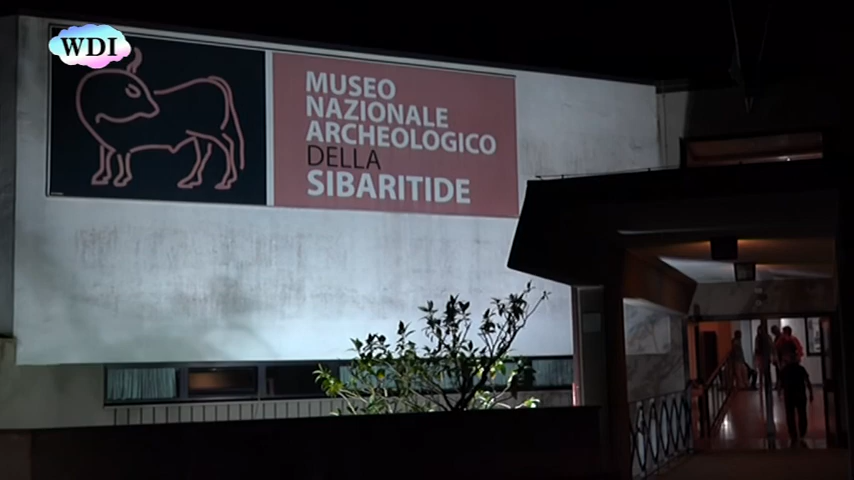 WDI
MUSEO
NAZIONALE
ARCHEOLOGICO
DELLA
SIBARITIDE